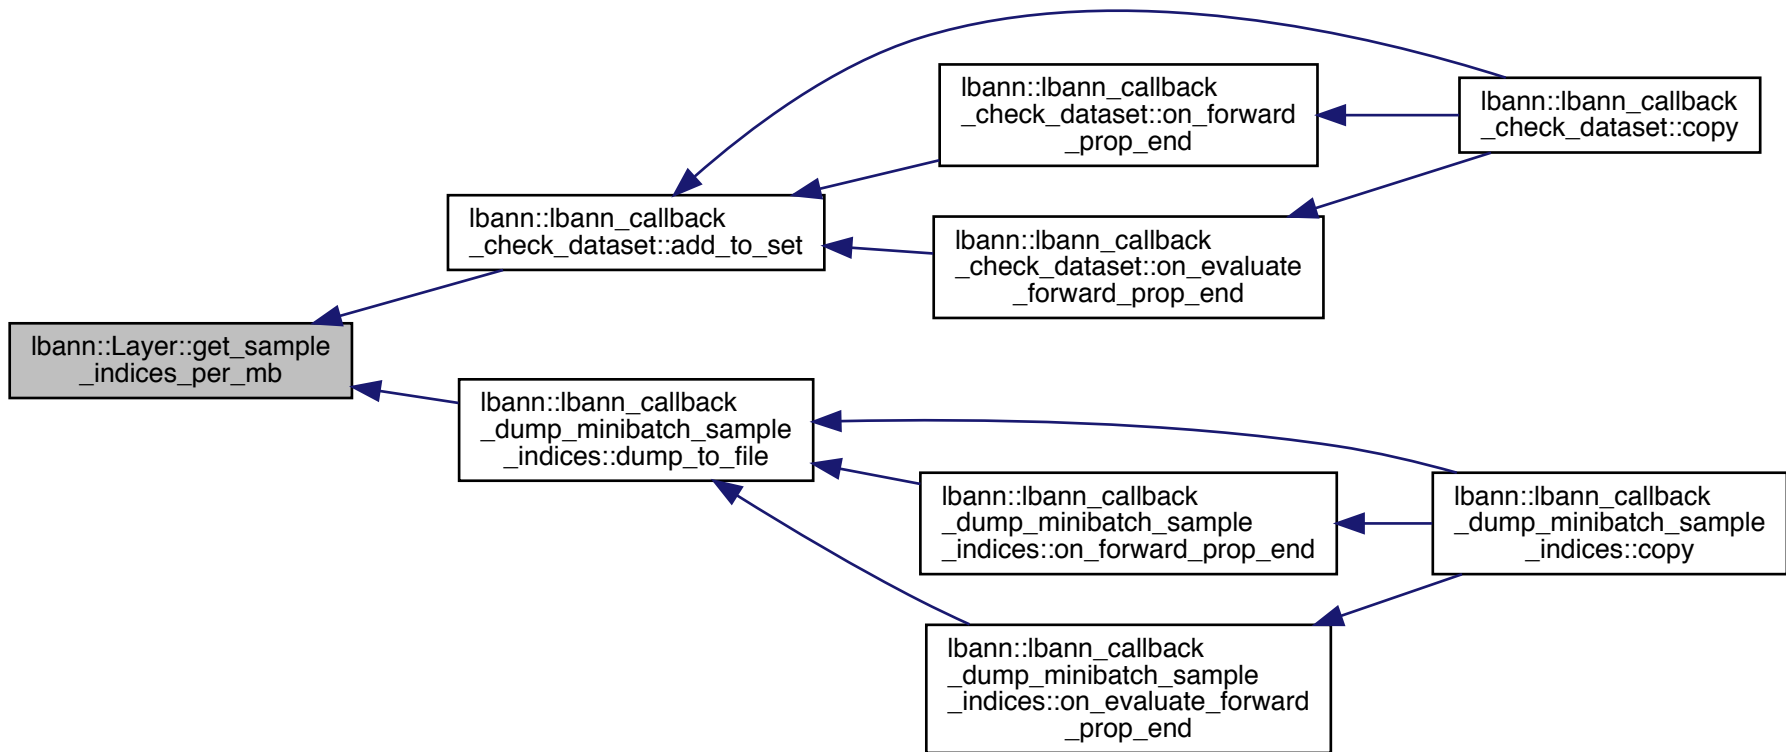 lbann::Layer::get_sample
_indices_per_mb
lbann::lbann_callback
_check_dataset::add_to_set
lbann::lbann_callback
_check_dataset::on_forward
_prop_end
lbann::lbann_callback
_check_dataset::copy
lbann::lbann_callback
_check_dataset::on_evaluate
_forward_prop_end
lbann::lbann_callback
_dump_minibatch_sample
_indices::dump_to_file
lbann::lbann_callback
_dump_minibatch_sample
_indices::on_forward_prop_end
lbann::lbann_callback
_dump_minibatch_sample
_indices::copy
lbann::lbann_callback
_dump_minibatch_sample
_indices::on_evaluate_forward
_prop_end